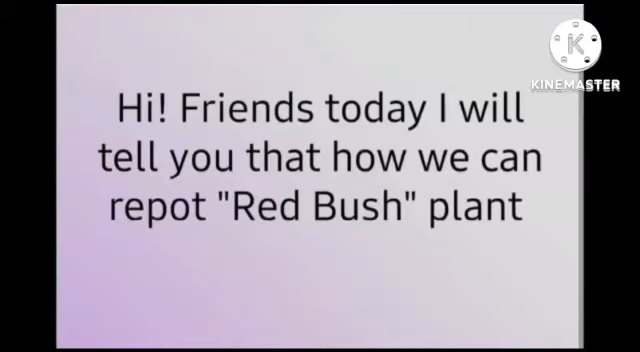 Hi! Friends today I will
tell you that how we can
repot "Red Bush" plant
K
KINEMASTER